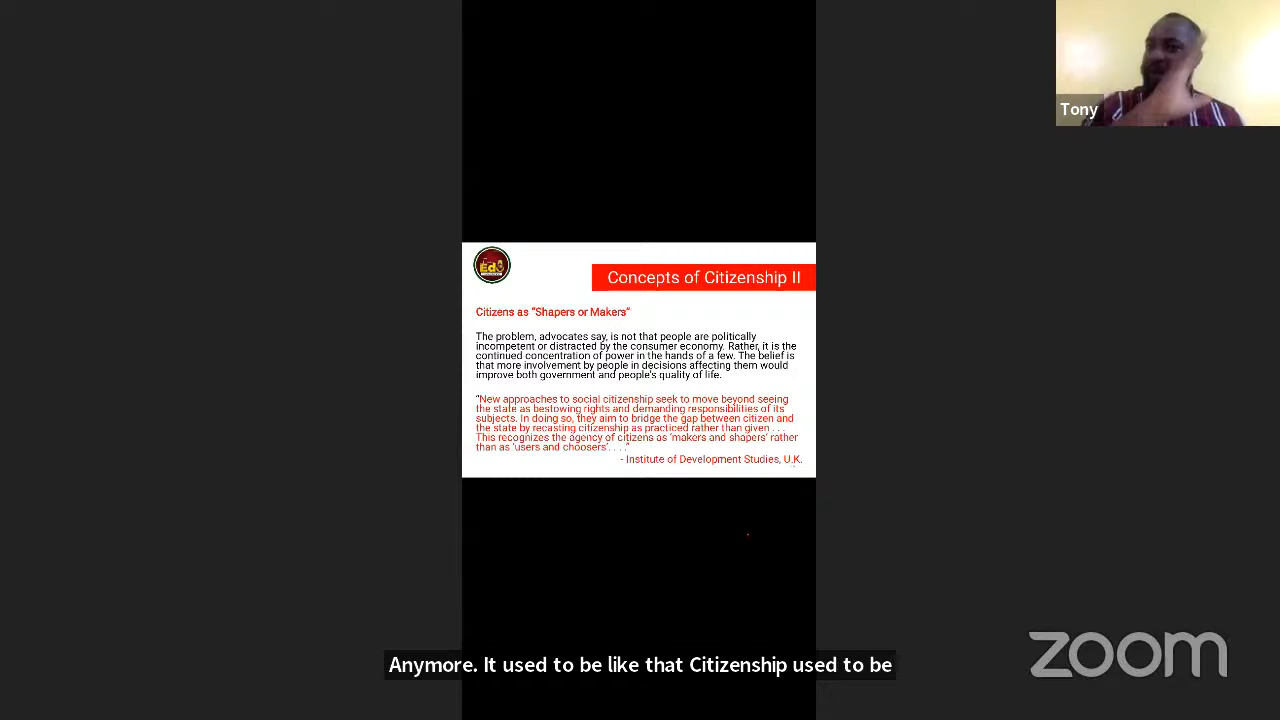 Tony
Edo
Concepts of Citizenship II
Citizens as “Shapers or Makers”
The problem, advocates say, is not that people are politically
incompetent or distracted by the consumer economy. Rather, it is the
continued concentration of power in the hands of a few. The belief is
that more involvement by people in decisions affecting them would
improve both government and people's quality of life.
“New approaches to social citizenship seek to move beyond seeing
the state as bestowing rights and demanding responsibilities of its
subjects. In doing so, they aim to bridge the gap between citizen and
the state by recasting citizenship as practiced rather than given . . .
This recognizes the agency of citizens as ‘makers and shapers’ rather
than as ‘users and choosers’. . . .”
- Institute of Development Studies, U.K.
Anymore. It used to be like that Citizenship used to be
zoom